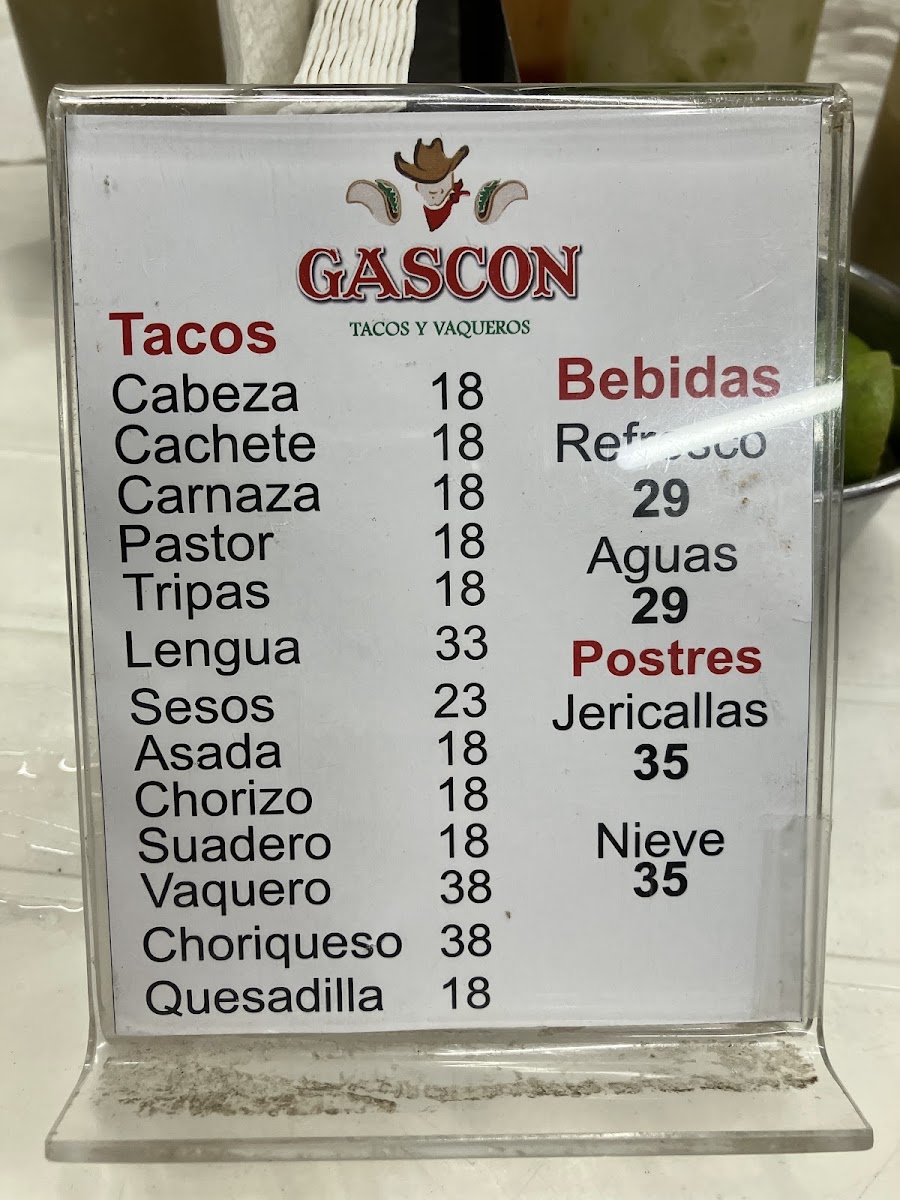 GASCON
TACOS Y VAQUEROS
Tacos
Cabeza 18
Cachete 18
Carnaza 18
Pastor 18
Tripas 18
Lengua 33
Sesos 23
Asada 18
Chorizo 18
Suadero 18
Vaquero 38
Choriqueso 38
Quesadilla 18
Bebidas
Refresco
29
Aguas
29
Postres
Jericallas
35
Nieve
35